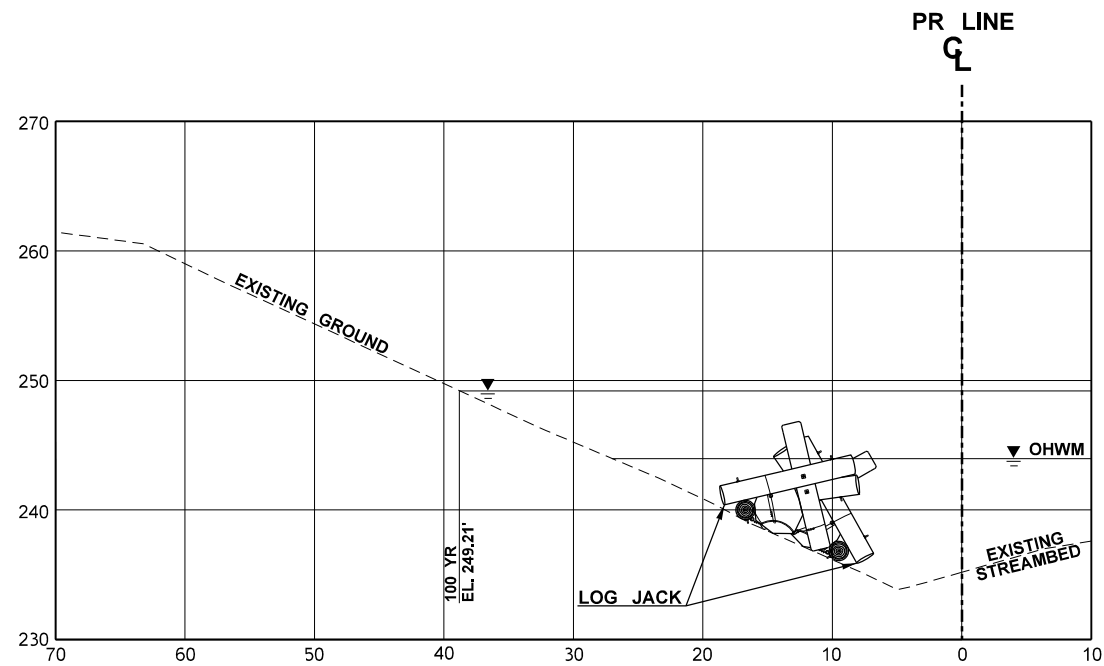 PR LINE
CL
270
260
250
240
230
EXISTING GROUND
OHWM
100 YR
EL. 249.21'
LOG JACK
EXISTING
STREAMBED
70 60 50 40 30 20 10 0 10